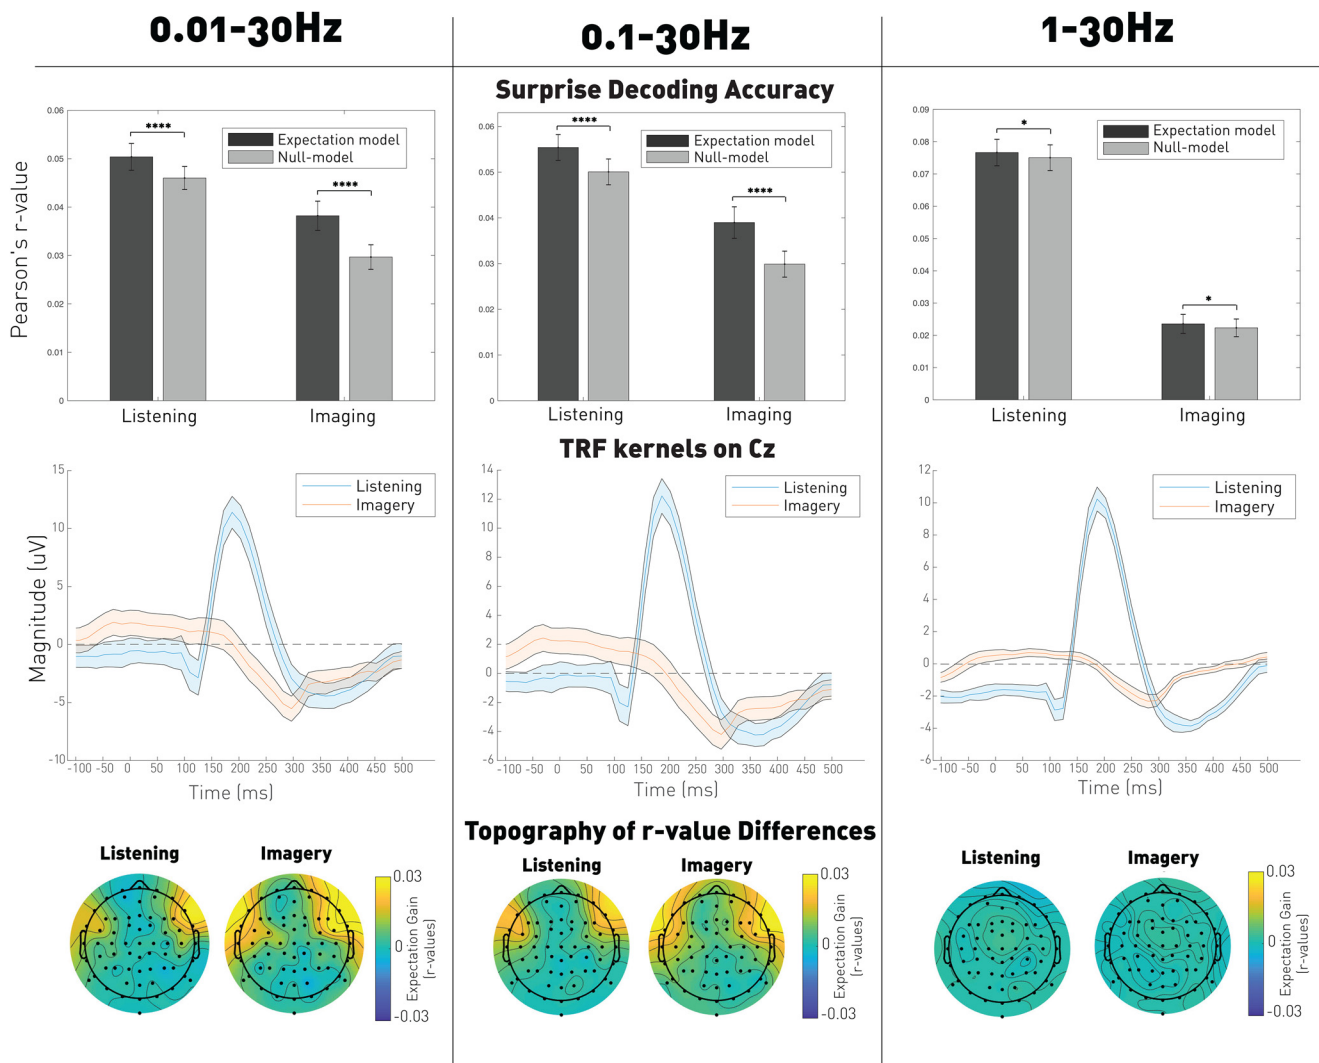 0.01-30Hz
0.1-30Hz
1-30Hz
Surprise Decoding Accuracy
Pearson's r-value
0.06
0.05
0.04
0.03
0.02
0.01
0
****
****
Expectation model
Null-model
Listening
Imaging
0.06
0.05
0.04
0.03
0.02
0.01
0
****
****
Expectation model
Null-model
Listening
Imaging
0.09
0.08
0.07
0.06
0.05
0.04
0.03
0.02
0.01
0
*
*
Expectation model
Null-model
Listening
Imaging
TRF kernels on Cz
Magnitude (uV)
15
10
5
0
-5
-10
Listening
Imagery
-100 -50 0 50 100 150 200 250 300 350 400 450 500
Time (ms)
14
12
10
8
6
4
2
0
-2
-4
-6
Listening
Imagery
-100 -50 0 50 100 150 200 250 300 350 400 450 500
Time (ms)
12
10
8
6
4
2
0
-2
-4
-6
Listening
Imagery
-100 -50 0 50 100 150 200 250 300 350 400 450 500
Time (ms)
Topography of r-value Differences
Listening
Imagery
0.03
0
-0.03
Expectation Gain
(r-values)
Listening
Imagery
0.03
0
-0.03
Expectation Gain
(r-values)
Listening
Imagery
0.03
0
-0.03
Expectation Gain
(r-values)